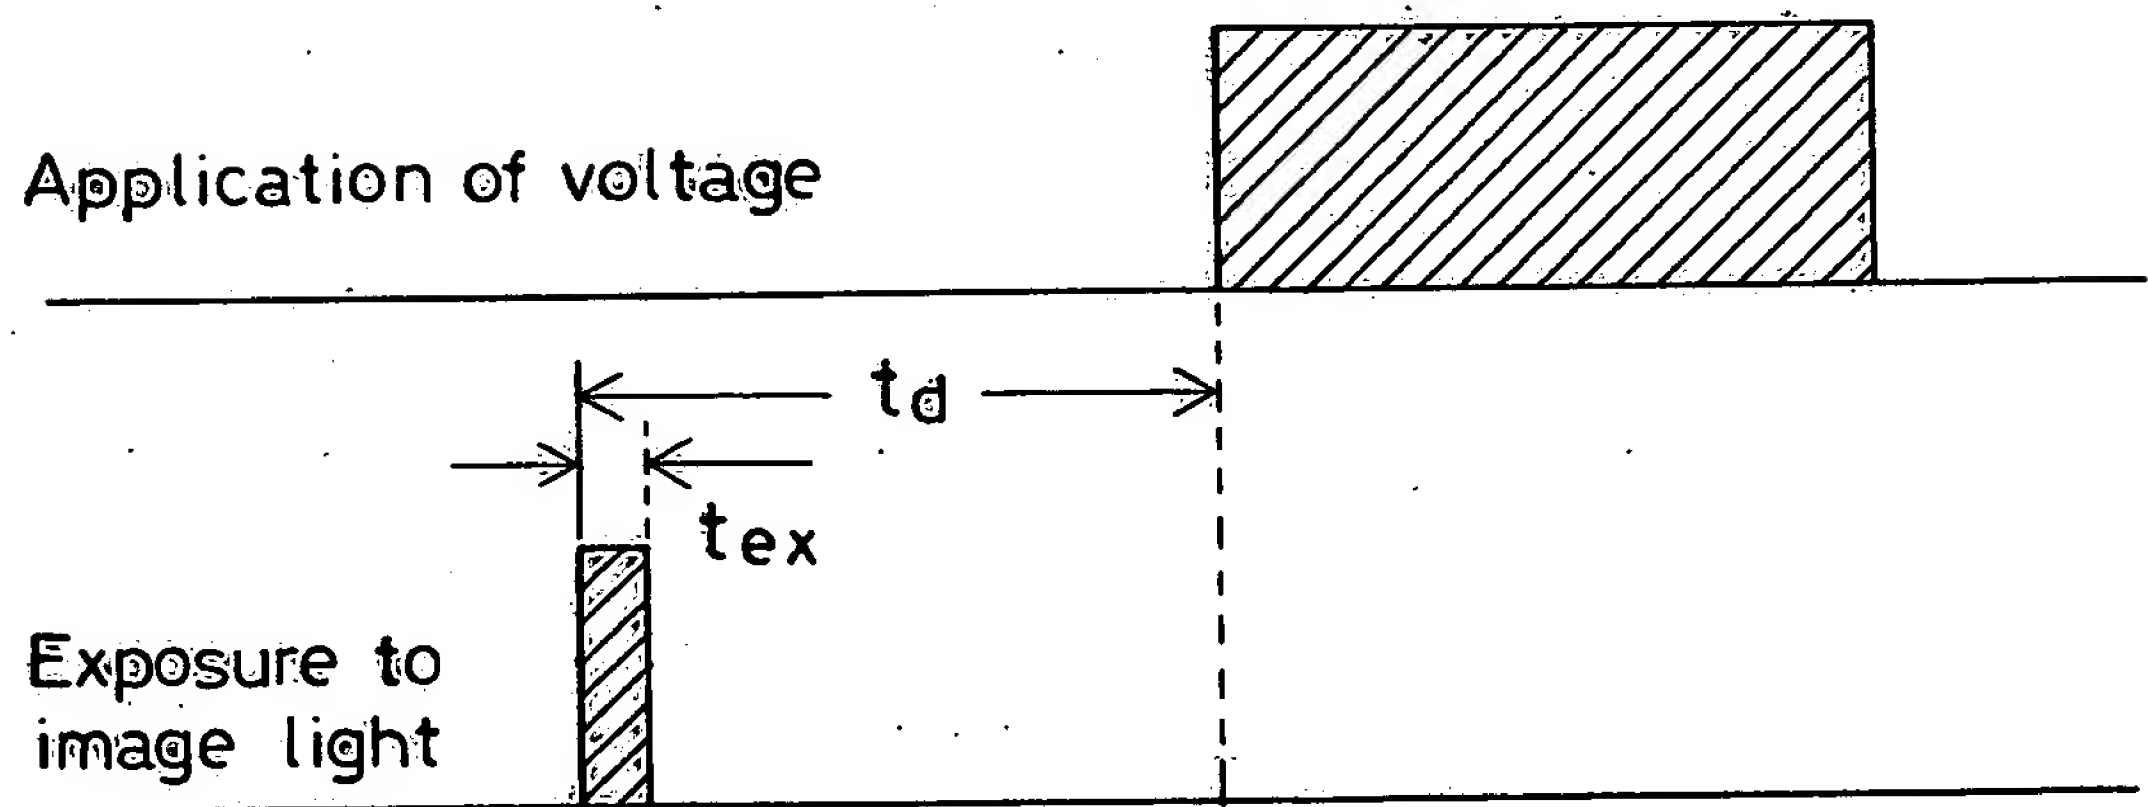 Application of voltage
td
tex
Exposure to
image light